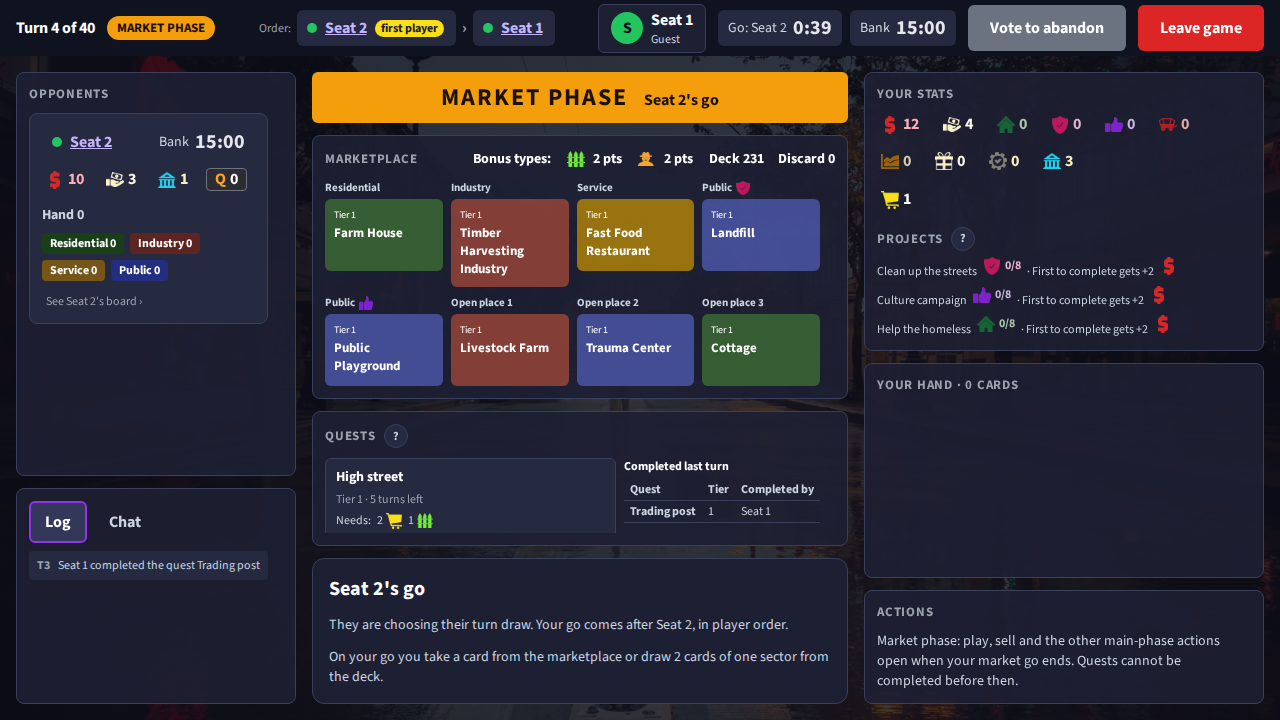 Turn 4 of 40 MARKET PHASE Order: Seat 2 first player › Seat 1 S Seat 1 Guest Go: Seat 2 0:39 Bank 15:00 Vote to abandon Leave game
OPPONENTS
Seat 2 Bank 15:00
10 3 1 Q 0
Hand 0
Residential 0 Industry 0
Service 0 Public 0
See Seat 2's board ›
Log Chat
T3 Seat 1 completed the quest Trading post
MARKET PHASE Seat 2's go
MARKETPLACE Bonus types: 2 pts 2 pts Deck 231 Discard 0
Residential Industry Service Public
Tier 1 Farm House
Tier 1 Timber Harvesting Industry
Tier 1 Fast Food Restaurant
Tier 1 Landfill
Public Open place 1 Open place 2 Open place 3
Tier 1 Public Playground
Tier 1 Livestock Farm
Tier 1 Trauma Center
Tier 1 Cottage
QUESTS ?
High street
Tier 1 · 5 turns left
Needs: 2 1
Completed last turn
Quest Tier Completed by
Trading post 1 Seat 1
Seat 2's go
They are choosing their turn draw. Your go comes after Seat 2, in player order.
On your go you take a card from the marketplace or draw 2 cards of one sector from
the deck.
YOUR STATS
12 4 0 0 0 0
0 0 0 3
1
PROJECTS ?
Clean up the streets 0/8 · First to complete gets +2
Culture campaign 0/8 · First to complete gets +2
Help the homeless 0/8 · First to complete gets +2
YOUR HAND · 0 CARDS
ACTIONS
Market phase: play, sell and the other main-phase actions
open when your market go ends. Quests cannot be
completed before then.